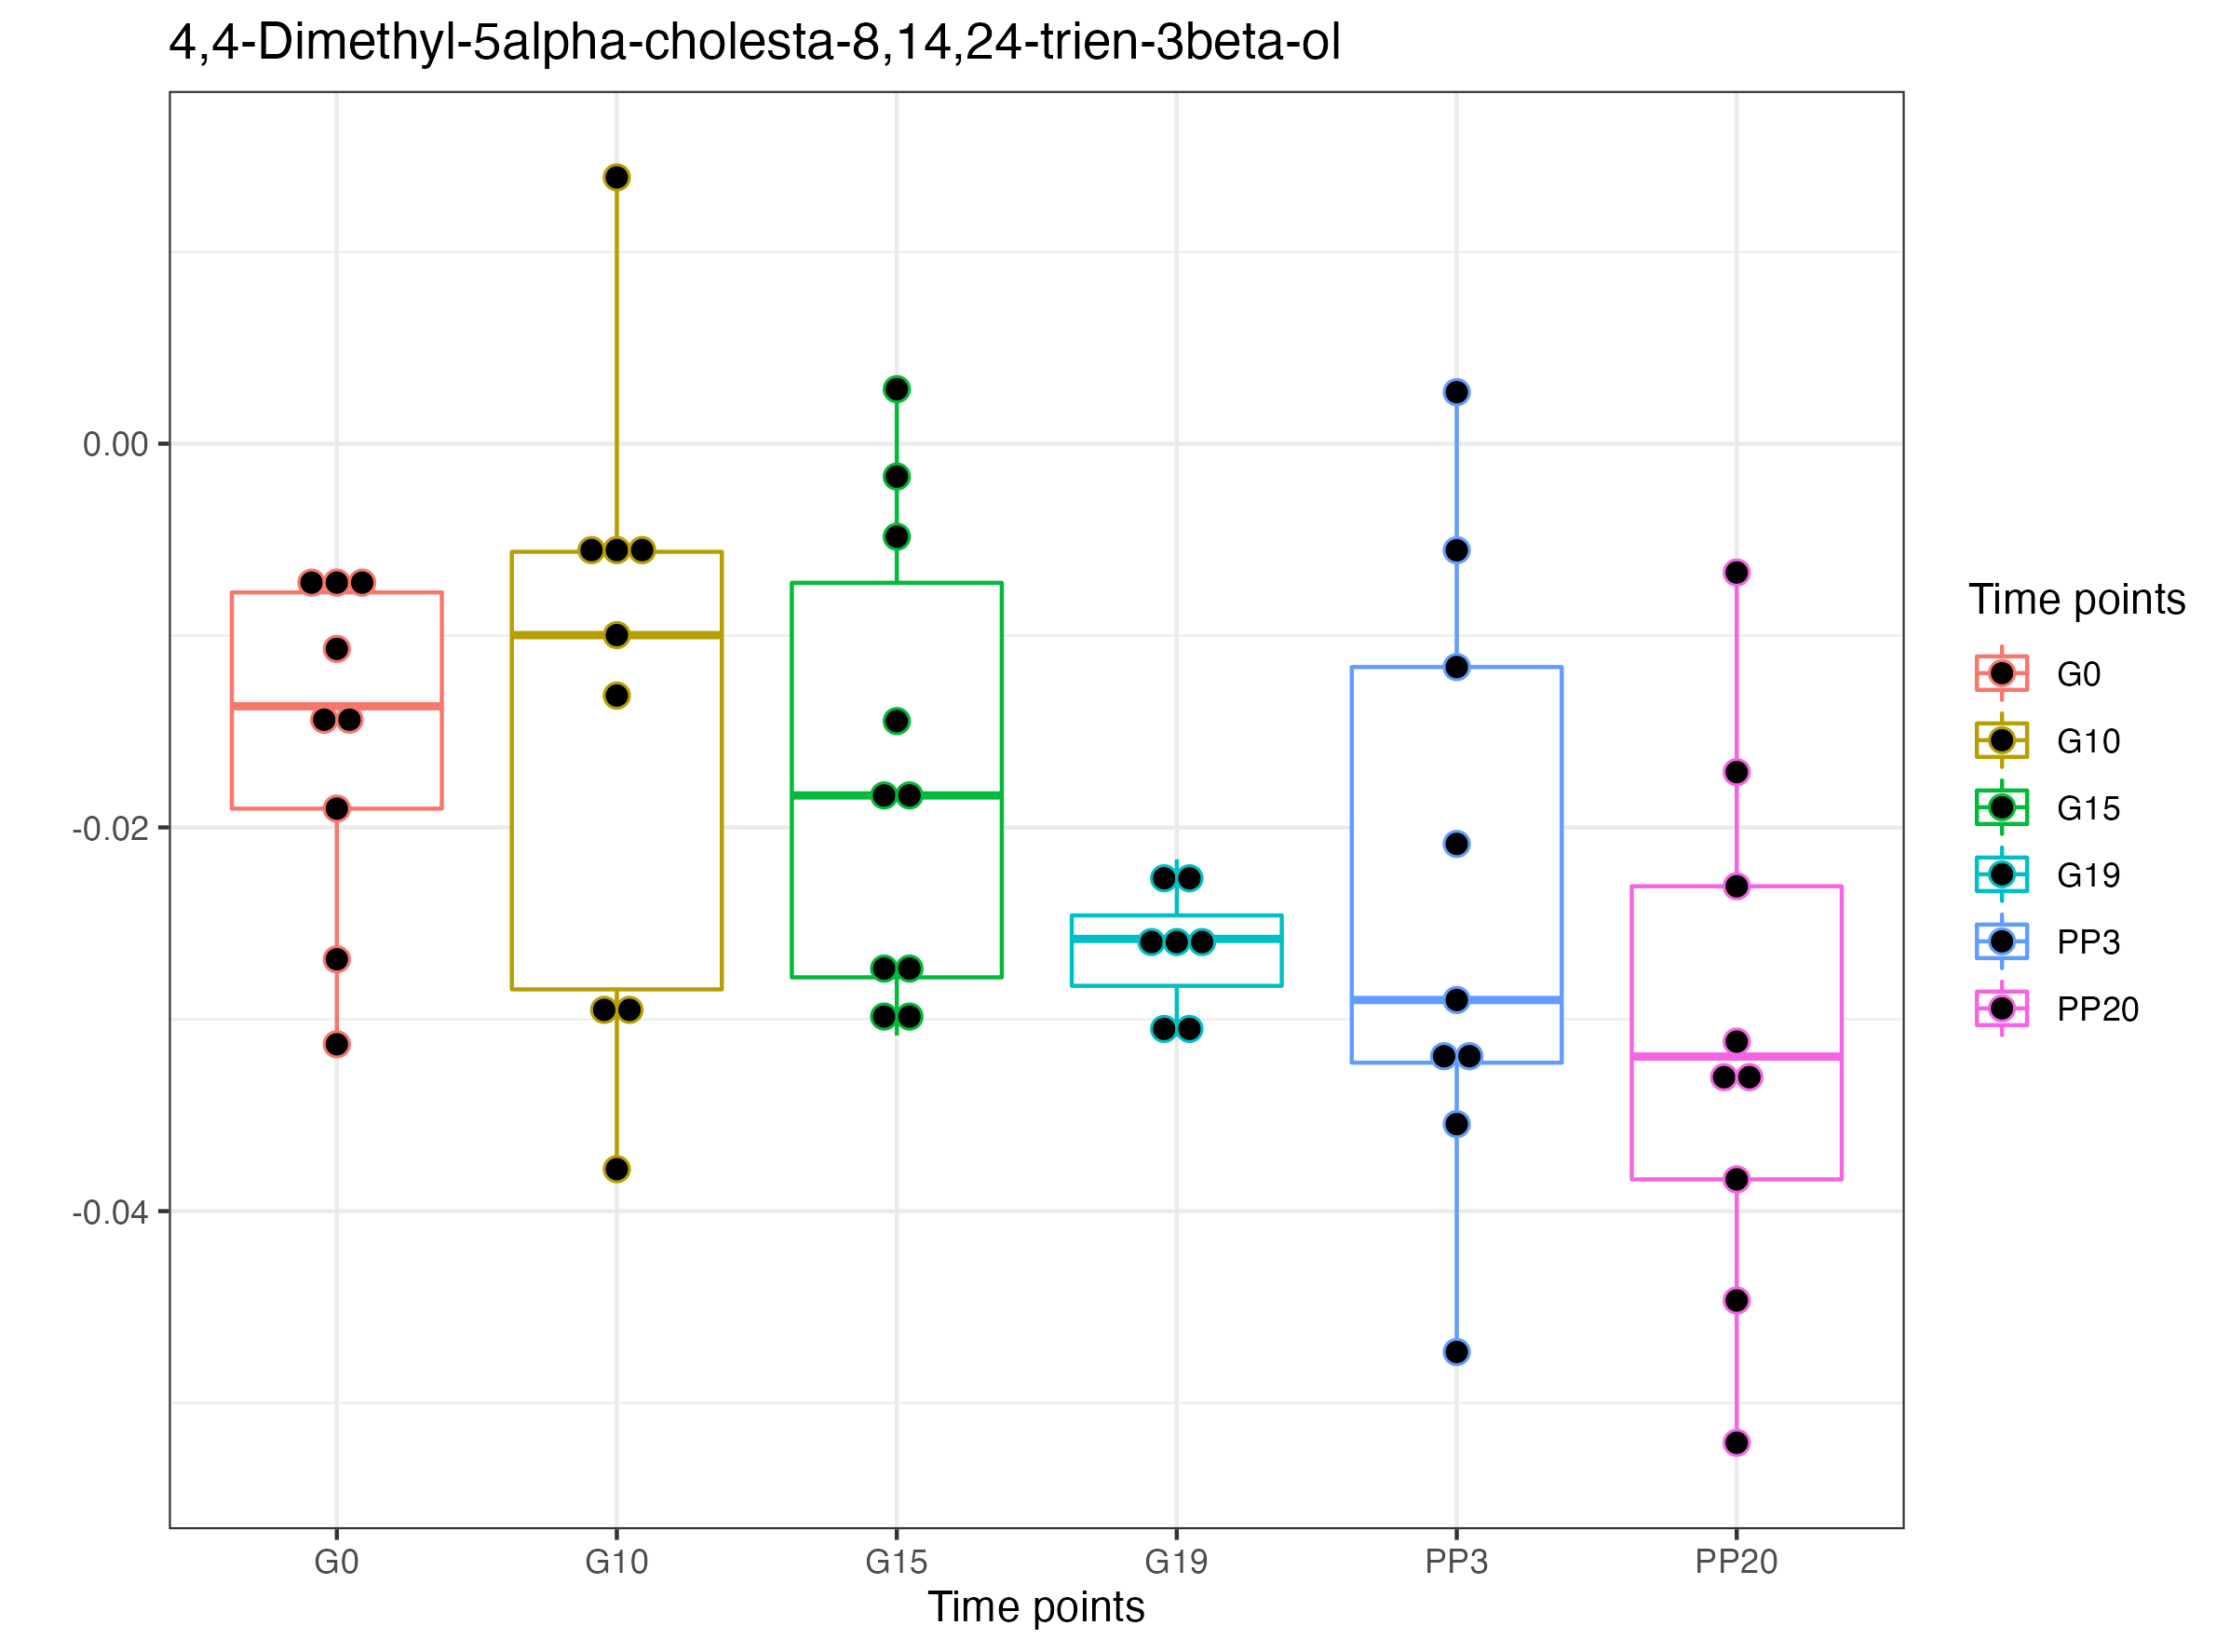 4,4-Dimethyl-5alpha-cholesta-8,14,24-trien-3beta-ol
0.00
-0.02
-0.04
G0 G10 G15 G19 PP3 PP20
Time points
Time points
G0
G10
G15
G19
PP3
PP20